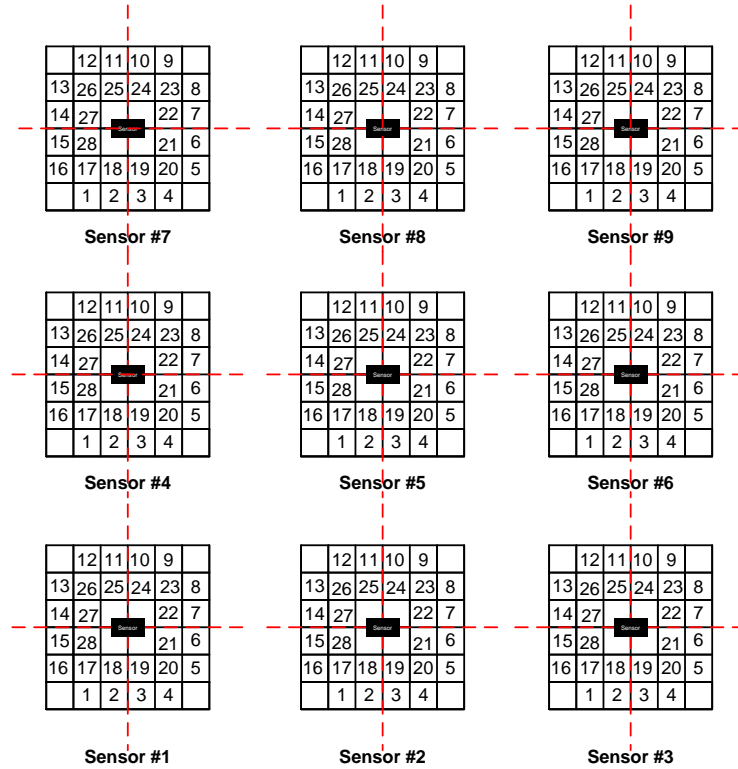 12 11 10 9 12 11 10 9 12 11 10 9
13 26 25 24 23 8 13 26 25 24 23 8 13 26 25 24 23 8
14 27 22 7 14 27 22 7 14 27 22 7
Sensor Sensor Sensor
15 28 21 6 15 28 21 6 15 28 21 6
16 17 18 19 20 5 16 17 18 19 20 5 16 17 18 19 20 5
1 2 3 4 1 2 3 4 1 2 3 4
Sensor #7 Sensor #8 Sensor #9
12 11 10 9 12 11 10 9 12 11 10 9
13 26 25 24 23 8 13 26 25 24 23 8 13 26 25 24 23 8
14 27 22 7 14 27 22 7 14 27 22 7
Sensor Sensor Sensor
15 28 21 6 15 28 21 6 15 28 21 6
16 17 18 19 20 5 16 17 18 19 20 5 16 17 18 19 20 5
1 2 3 4 1 2 3 4 1 2 3 4
Sensor #4 Sensor #5 Sensor #6
12 11 10 9 12 11 10 9 12 11 10 9
13 26 25 24 23 8 13 26 25 24 23 8 13 26 25 24 23 8
14 27 22 7 14 27 22 7 14 27 22 7
Sensor Sensor Sensor
15 28 21 6 15 28 21 6 15 28 21 6
16 17 18 19 20 5 16 17 18 19 20 5 16 17 18 19 20 5
1 2 3 4 1 2 3 4 1 2 3 4
Sensor #1 Sensor #2 Sensor #3